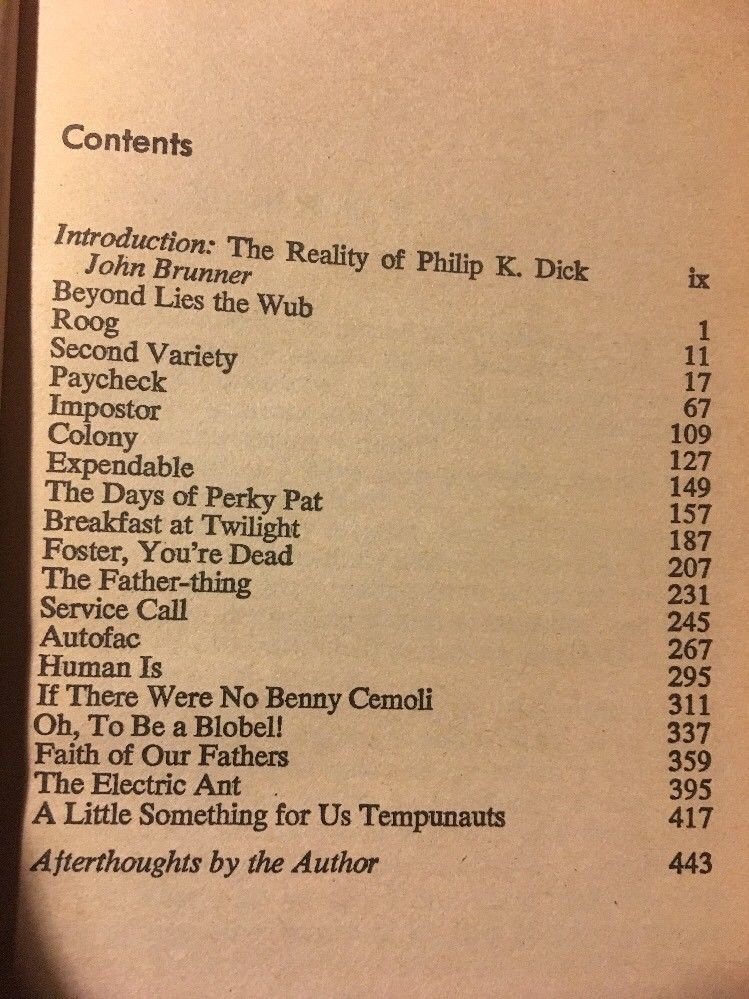 Contents
Introduction: The Reality of Philip K. Dick ix
John Brunner
Beyond Lies the Wub 1
Roog 11
Second Variety 17
Paycheck 67
Impostor 109
Colony 127
Expendable 149
The Days of Perky Pat 157
Breakfast at Twilight 187
Foster, You're Dead 207
The Father-thing 231
Service Call 245
Autofac 267
Human Is 295
If There Were No Benny Cemoli 311
Oh, To Be a Blobel! 337
Faith of Our Fathers 359
The Electric Ant 395
A Little Something for Us Tempunauts 417
Afterthoughts by the Author 443